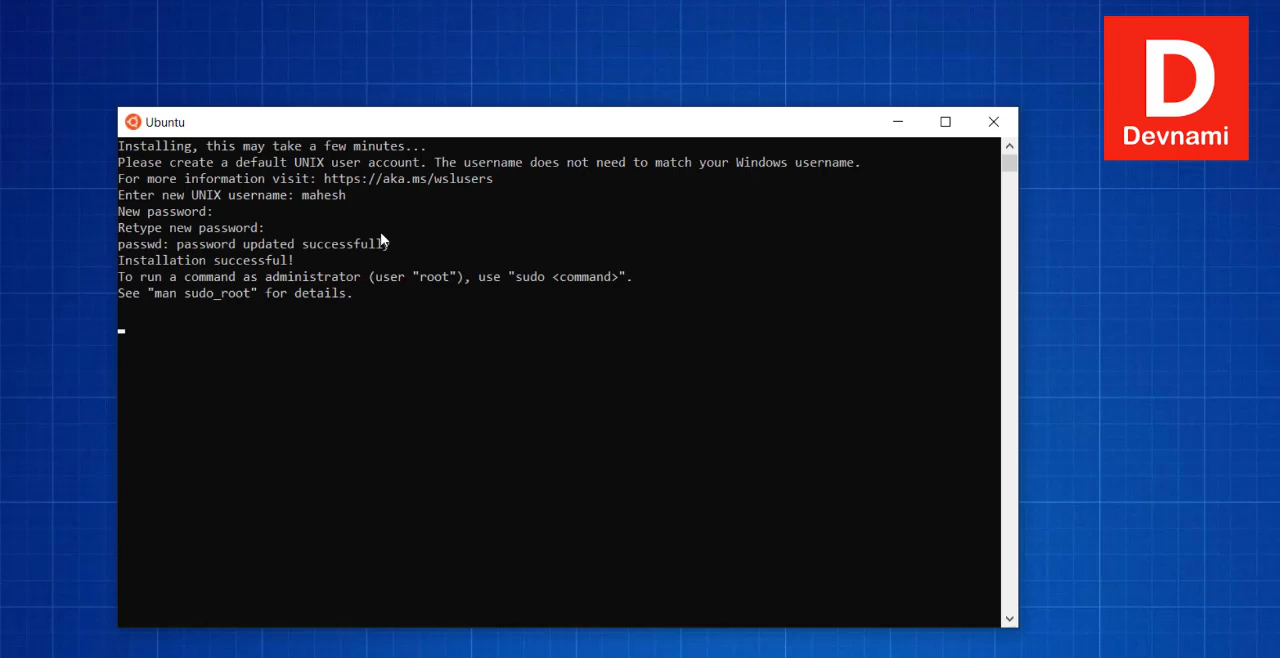 D
Devnami
Ubuntu
Installing, this may take a few minutes...
Please create a default UNIX user account. The username does not need to match your Windows username.
For more information visit: https://aka.ms/wslusers
Enter new UNIX username: mahesh
New password:
Retype new password:
passwd: password updated successfully
Installation successful!
To run a command as administrator (user "root"), use "sudo <command>".
See "man sudo_root" for details.